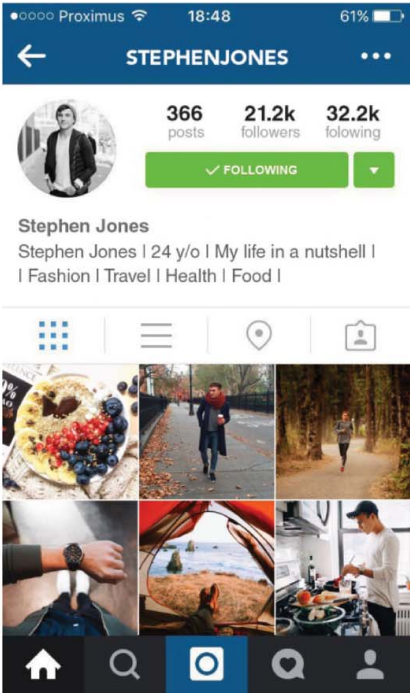 Proximus 18:48 61%
STEPHENJONES
366 21.2k 32.2k
posts followers folowing
FOLLOWING
Stephen Jones
Stephen Jones | 24 y/o | My life in a nutshell |
| Fashion | Travel | Health | Food |